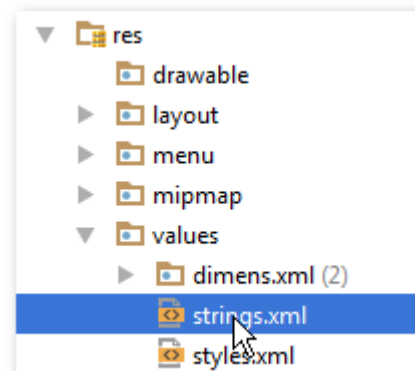 res
drawable
layout
menu
mipmap
values
dimens.xml (2)
strings.xml
styles.xml